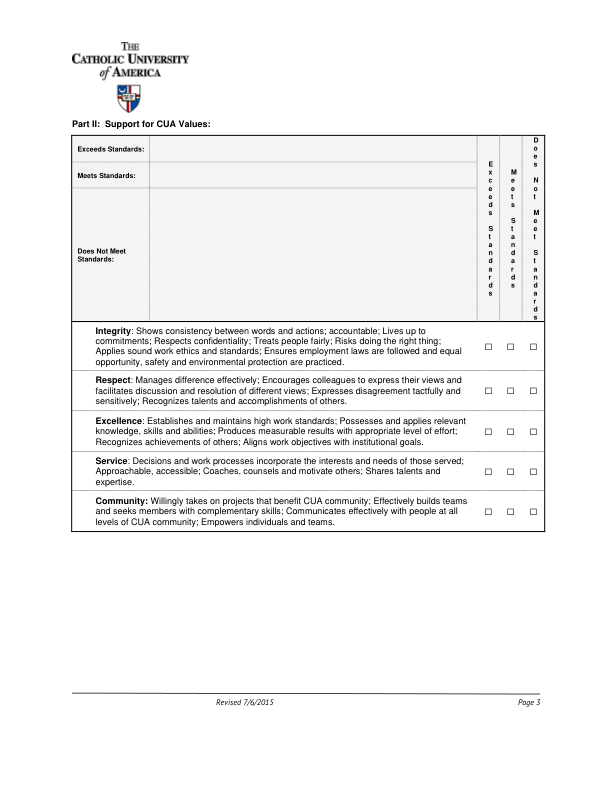 THE
CATHOLIC UNIVERSITY
of AMERICA
Part II: Support for CUA Values:
Exceeds Standards:
Meets Standards:
Does Not Meet
Standards:
Exceeds Standards
Meets Standards
Does Not Meet Standards
Integrity: Shows consistency between words and actions; accountable; Lives up to
commitments; Respects confidentiality; Treats people fairly; Risks doing the right thing;
Applies sound work ethics and standards; Ensures employment laws are followed and equal
opportunity, safety and environmental protection are practiced.
☐ ☐ ☐
Respect: Manages difference effectively; Encourages colleagues to express their views and
facilitates discussion and resolution of different views; Expresses disagreement tactfully and
sensitively; Recognizes talents and accomplishments of others.
☐ ☐ ☐
Excellence: Establishes and maintains high work standards; Possesses and applies relevant
knowledge, skills and abilities; Produces measurable results with appropriate level of effort;
Recognizes achievements of others; Aligns work objectives with institutional goals.
☐ ☐ ☐
Service: Decisions and work processes incorporate the interests and needs of those served;
Approachable, accessible; Coaches, counsels and motivate others; Shares talents and
expertise.
☐ ☐ ☐
Community: Willingly takes on projects that benefit CUA community; Effectively builds teams
and seeks members with complementary skills; Communicates effectively with people at all
levels of CUA community; Empowers individuals and teams.
☐ ☐ ☐
Revised 7/6/2015 Page 3